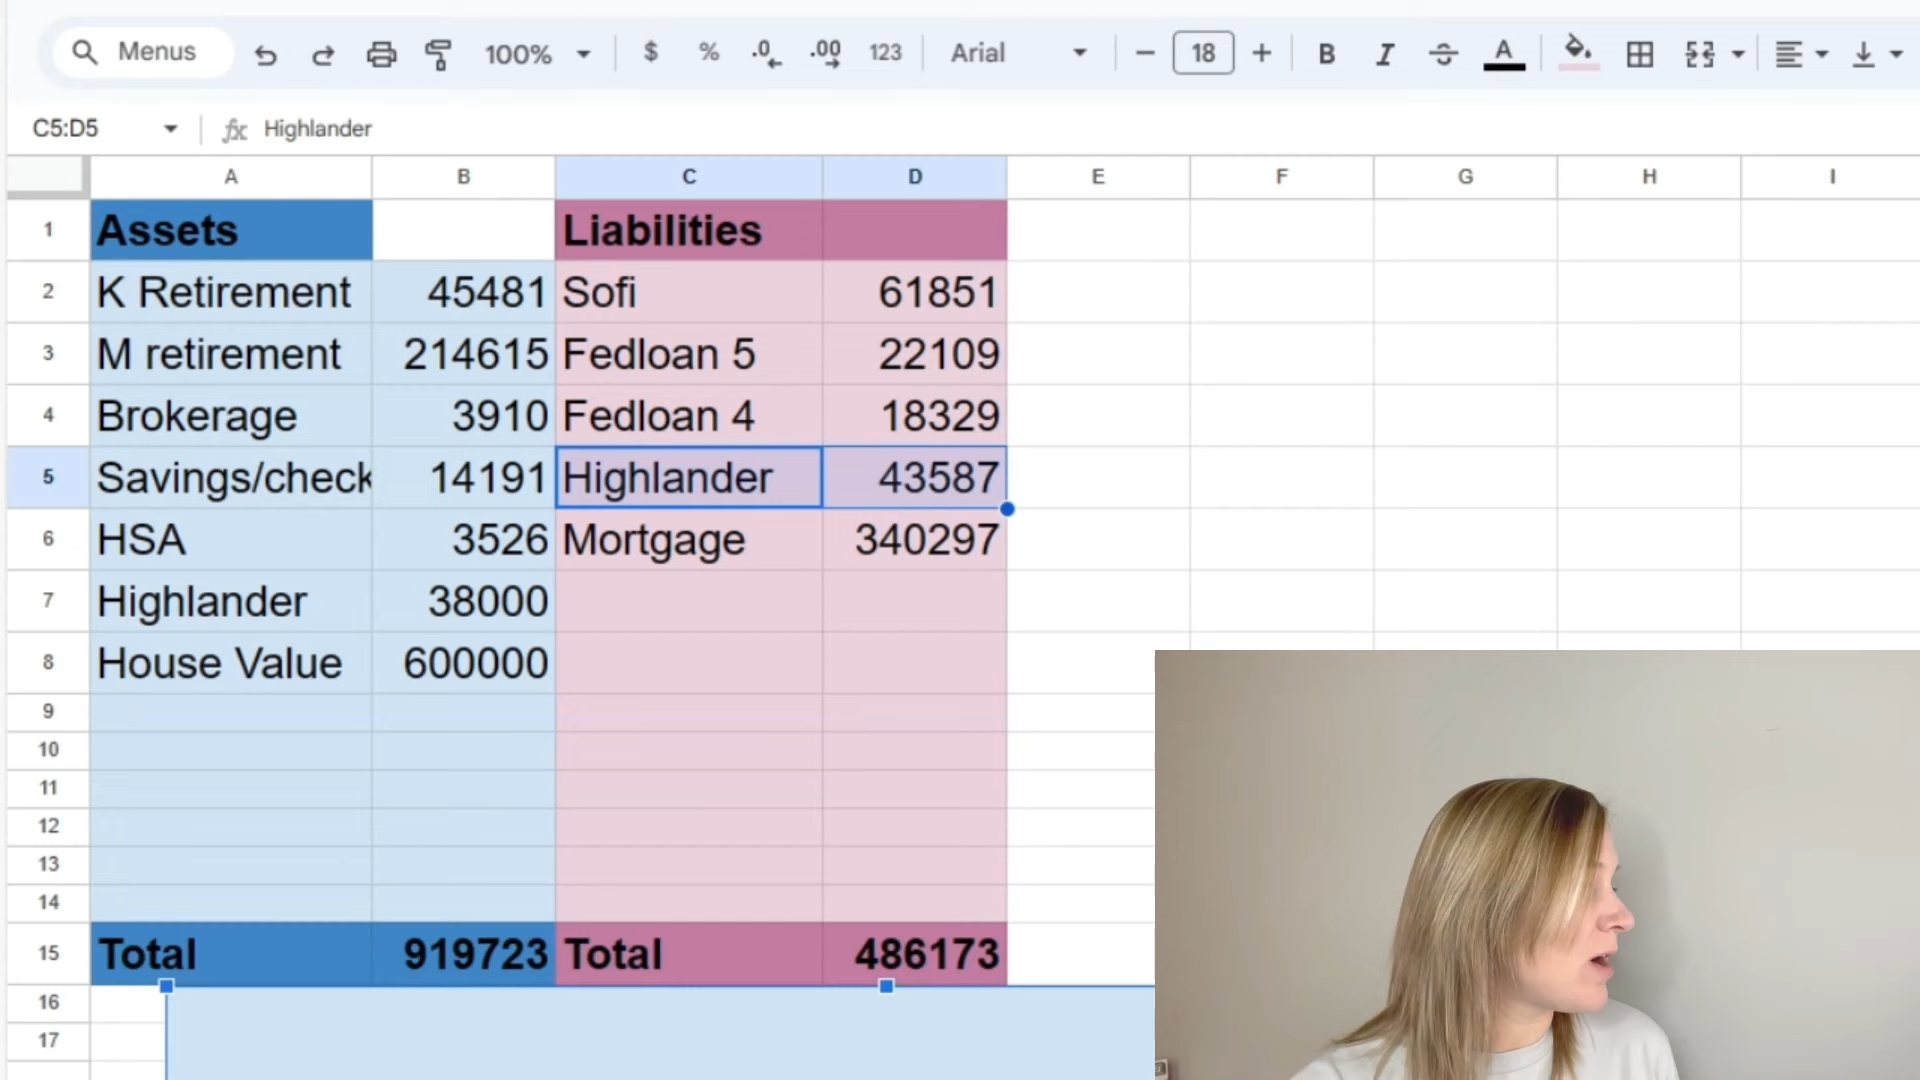 Menus 100% $ % .0 .00 123 Arial 18 B I A
C5:D5 fx Highlander
A B C D E F G H I
1 Assets Liabilities
2 K Retirement 45481 Sofi 61851
3 M retirement 214615 Fedloan 5 22109
4 Brokerage 3910 Fedloan 4 18329
5 Savings/check 14191 Highlander 43587
6 HSA 3526 Mortgage 340297
7 Highlander 38000
8 House Value 600000
9
10
11
12
13
14
15 Total 919723 Total 486173
16
17